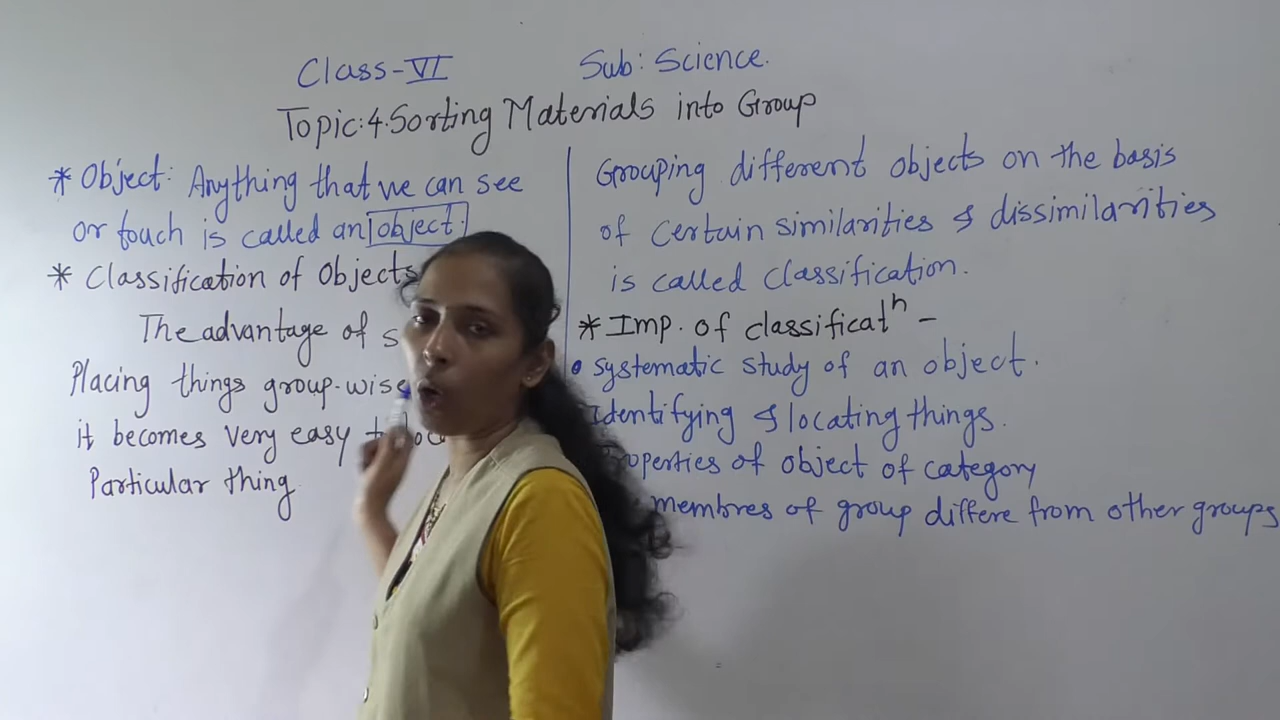 Class-VI Sub: Science.
Topic:4.Sorting Materials into Group
* Object: Anything that we can see
or touch is called an object.
* Classification of Objects
The advantage of
Placing things group-wise
it becomes very easy
Particular thing
Grouping different objects on the basis
of certain similarities & dissimilarities
is called classification.
* Imp. of classificatn -
• Systematic study of an object.
Identifying & locating things.
of object of category
membres of group differe from other groups